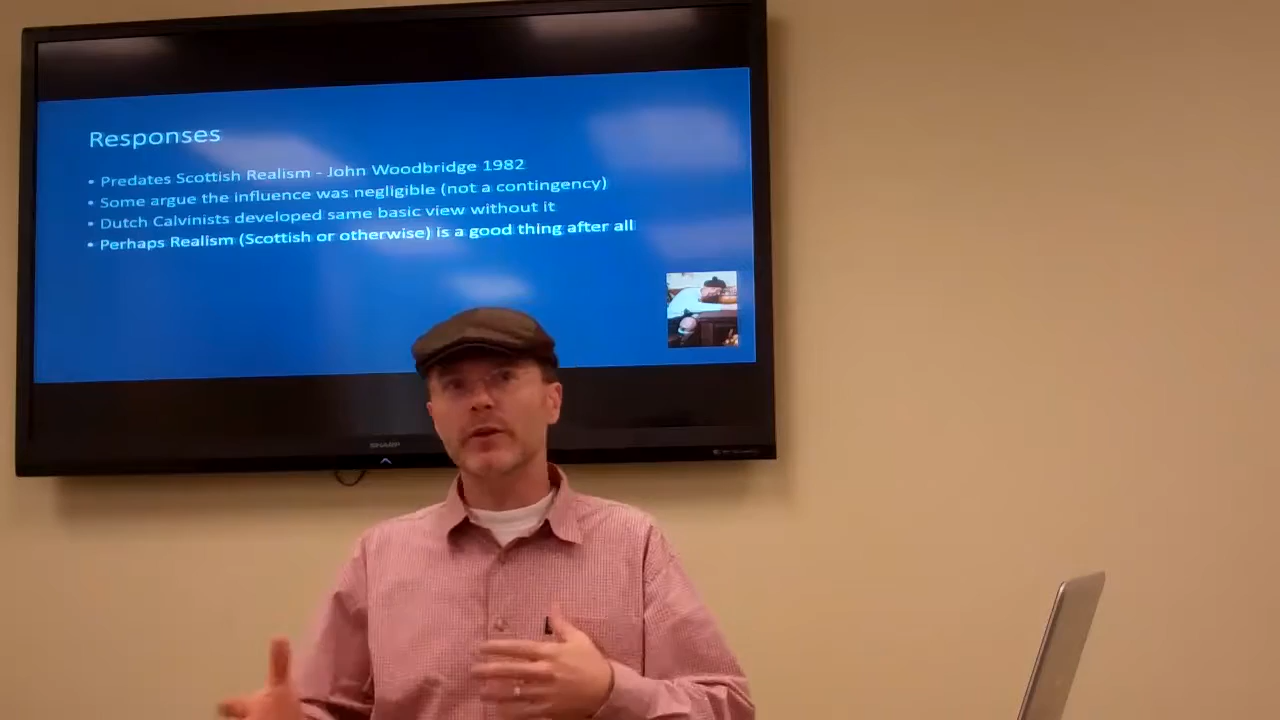 Responses
• Predates Scottish Realism - John Woodbridge 1982
• Some argue the influence was negligible (not a contingency)
• Dutch Calvinists developed same basic view without it
• Perhaps Realism (Scottish or otherwise) is a good thing after all
SHARP